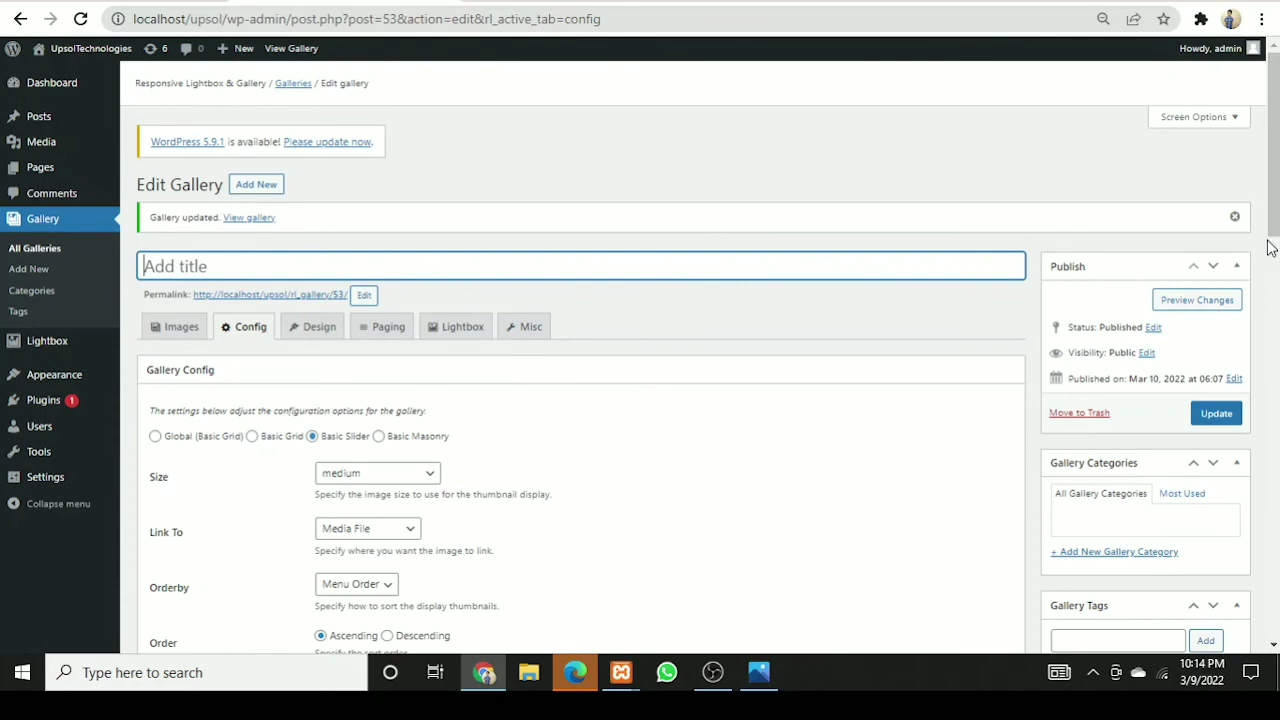 localhost/upsol/wp-admin/post.php?post=53&action=edit&rl_active_tab=config
UpsolTechnologies 6 0 New View Gallery Howdy, admin
Dashboard
Posts
Media
Pages
Comments
Gallery
All Galleries
Add New
Categories
Tags
Lightbox
Appearance
Plugins 1
Users
Tools
Settings
Collapse menu
Responsive Lightbox & Gallery / Galleries / Edit gallery
Screen Options
WordPress 5.9.1 is available! Please update now.
Edit Gallery Add New
Gallery updated. View gallery
Add title
Permalink: http://localhost/upsol/rl_gallery/53/ Edit
Images Config Design Paging Lightbox Misc
Gallery Config
The settings below adjust the configuration options for the gallery.
Global (Basic Grid) Basic Grid Basic Slider Basic Masonry
Size medium
Specify the image size to use for the thumbnail display.
Link To Media File
Specify where you want the image to link.
Orderby Menu Order
Specify how to sort the display thumbnails.
Order Ascending Descending
Specify the sort order.
Publish
Preview Changes
Status: Published Edit
Visibility: Public Edit
Published on: Mar 10, 2022 at 06:07 Edit
Move to Trash Update
Gallery Categories
All Gallery Categories Most Used
+ Add New Gallery Category
Gallery Tags
Add
Type here to search
10:14 PM
3/9/2022